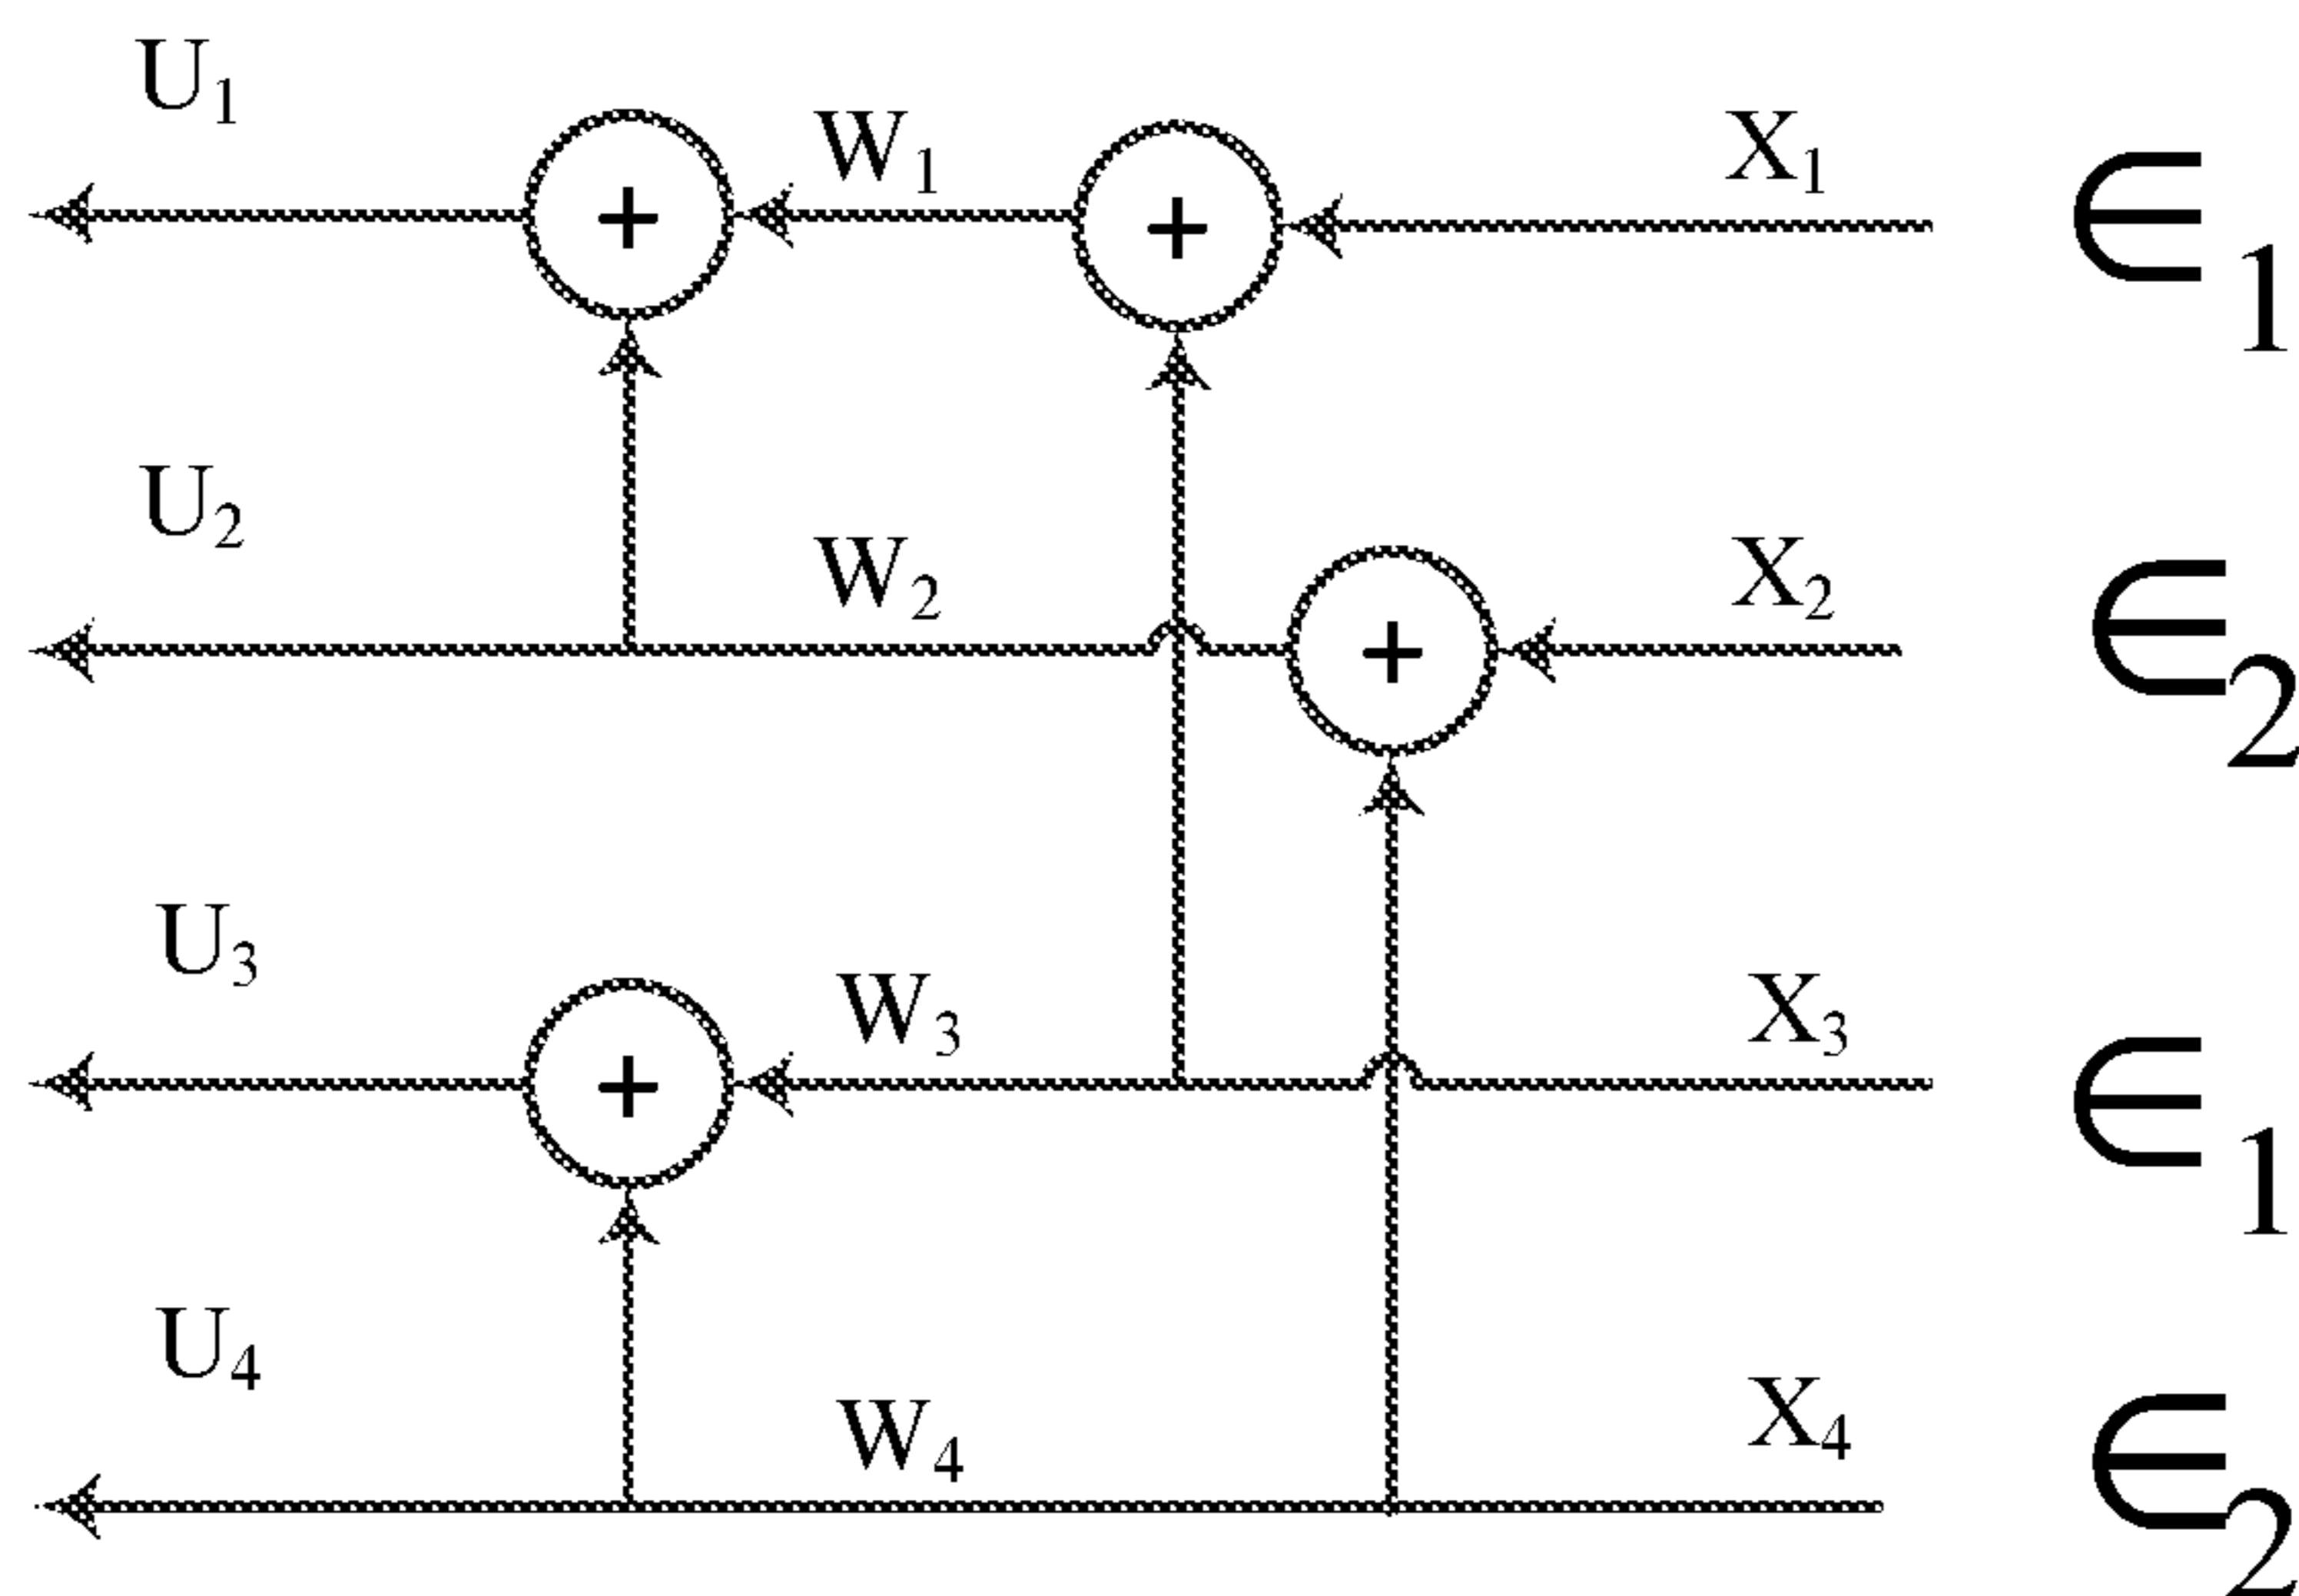 U₁ + W₁ + X₁ ∈₁
U₂ W₂ + X₂ ∈₂
U₃ + W₃ X₃ ∈₁
U₄ W₄ X₄ ∈₂